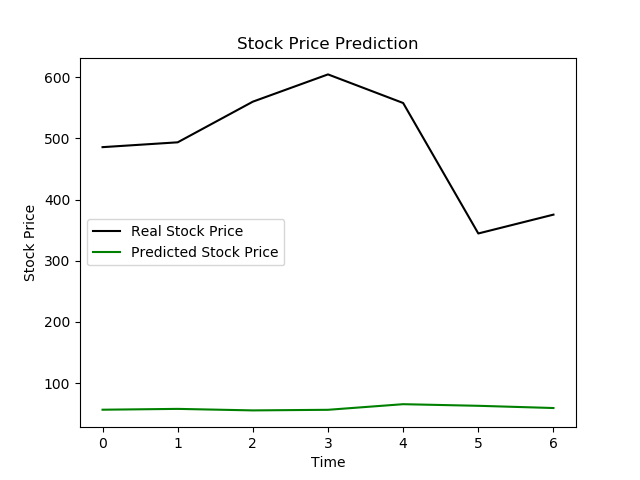 Stock Price Prediction
600
500
400
300
200
100
Stock Price
Real Stock Price
Predicted Stock Price
0 1 2 3 4 5 6
Time